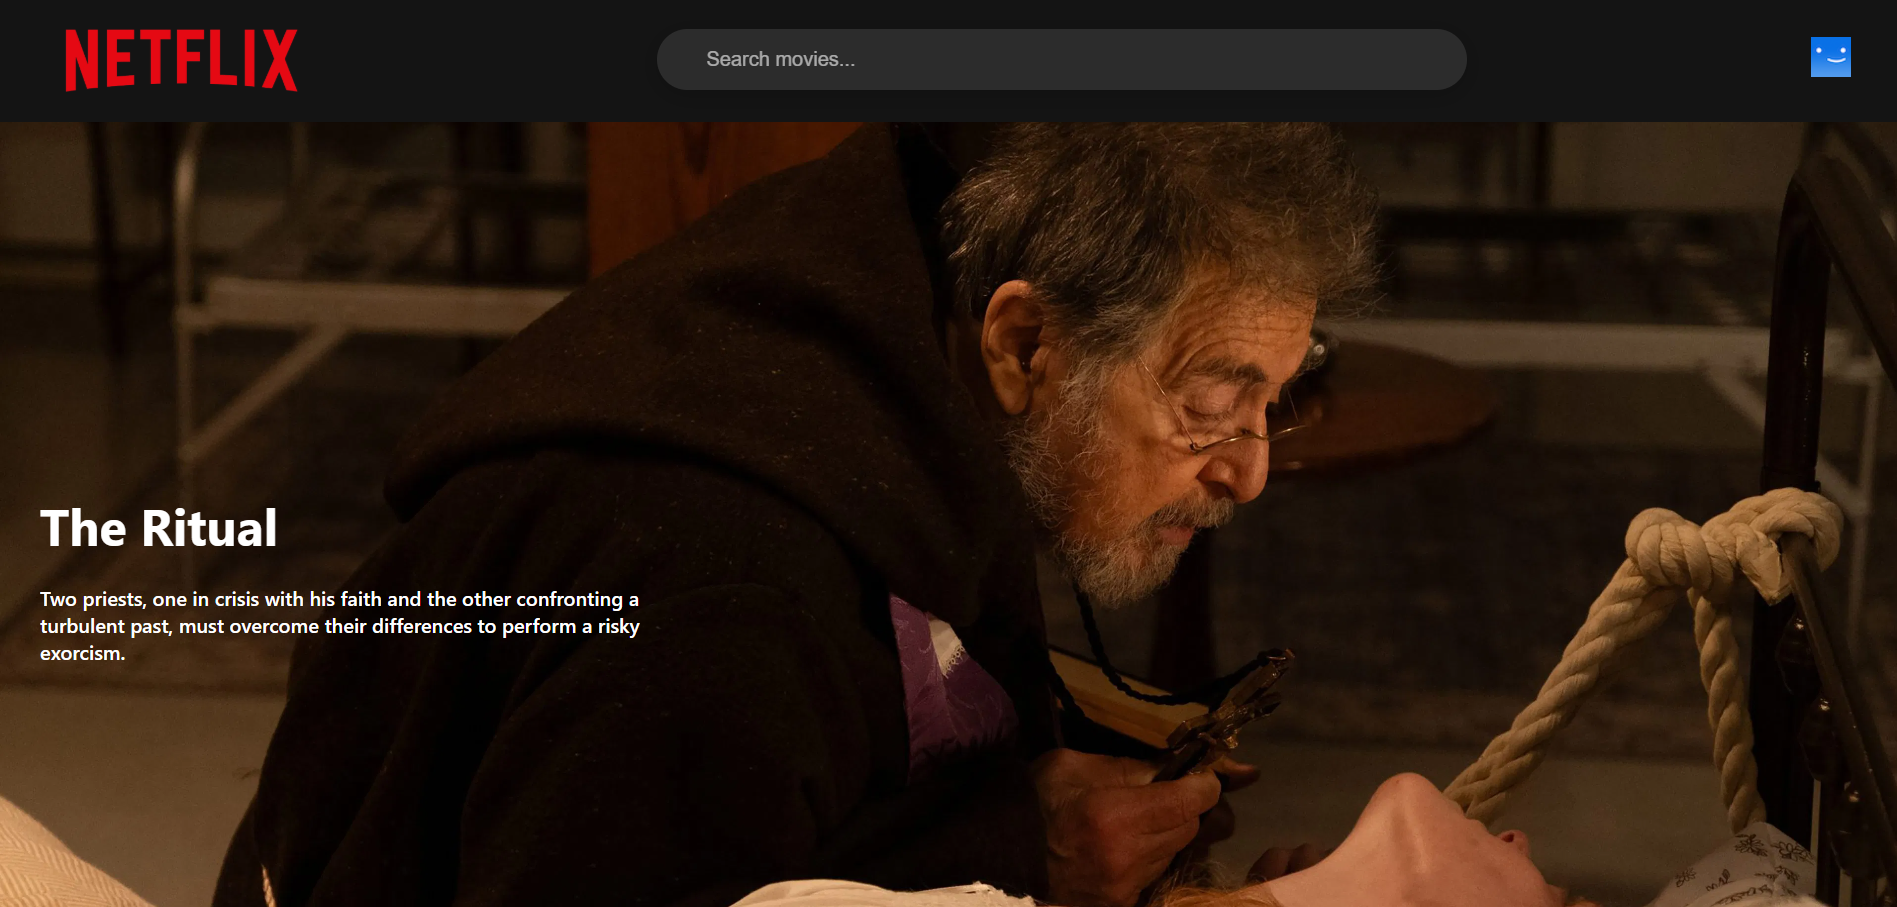 NETFLIX
Search movies...
The Ritual
Two priests, one in crisis with his faith and the other confronting a
turbulent past, must overcome their differences to perform a risky
exorcism.